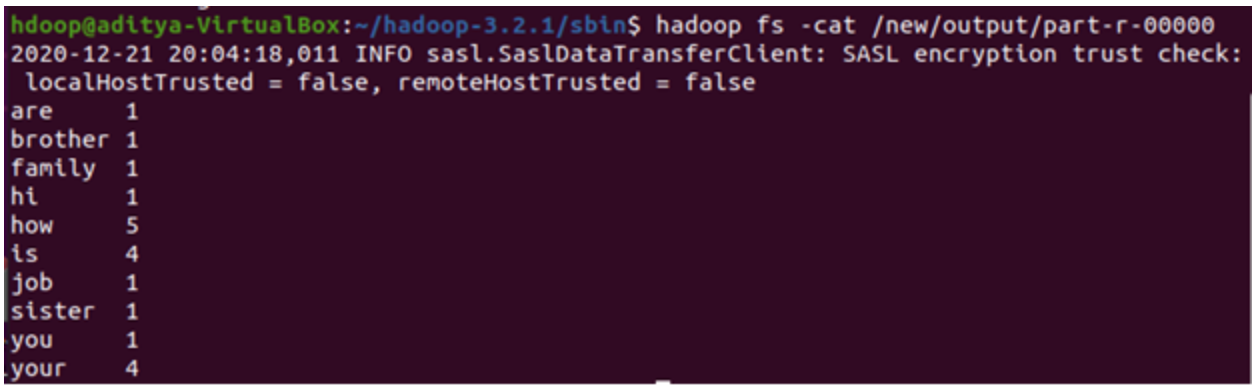 hdoop@aditya-VirtualBox:~/hadoop-3.2.1/sbin$ hadoop fs -cat /new/output/part-r-00000
2020-12-21 20:04:18,011 INFO sasl.SaslDataTransferClient: SASL encryption trust check:
localHostTrusted = false, remoteHostTrusted = false
are 1
brother 1
family 1
hi 1
how 5
is 4
job 1
sister 1
you 1
your 4